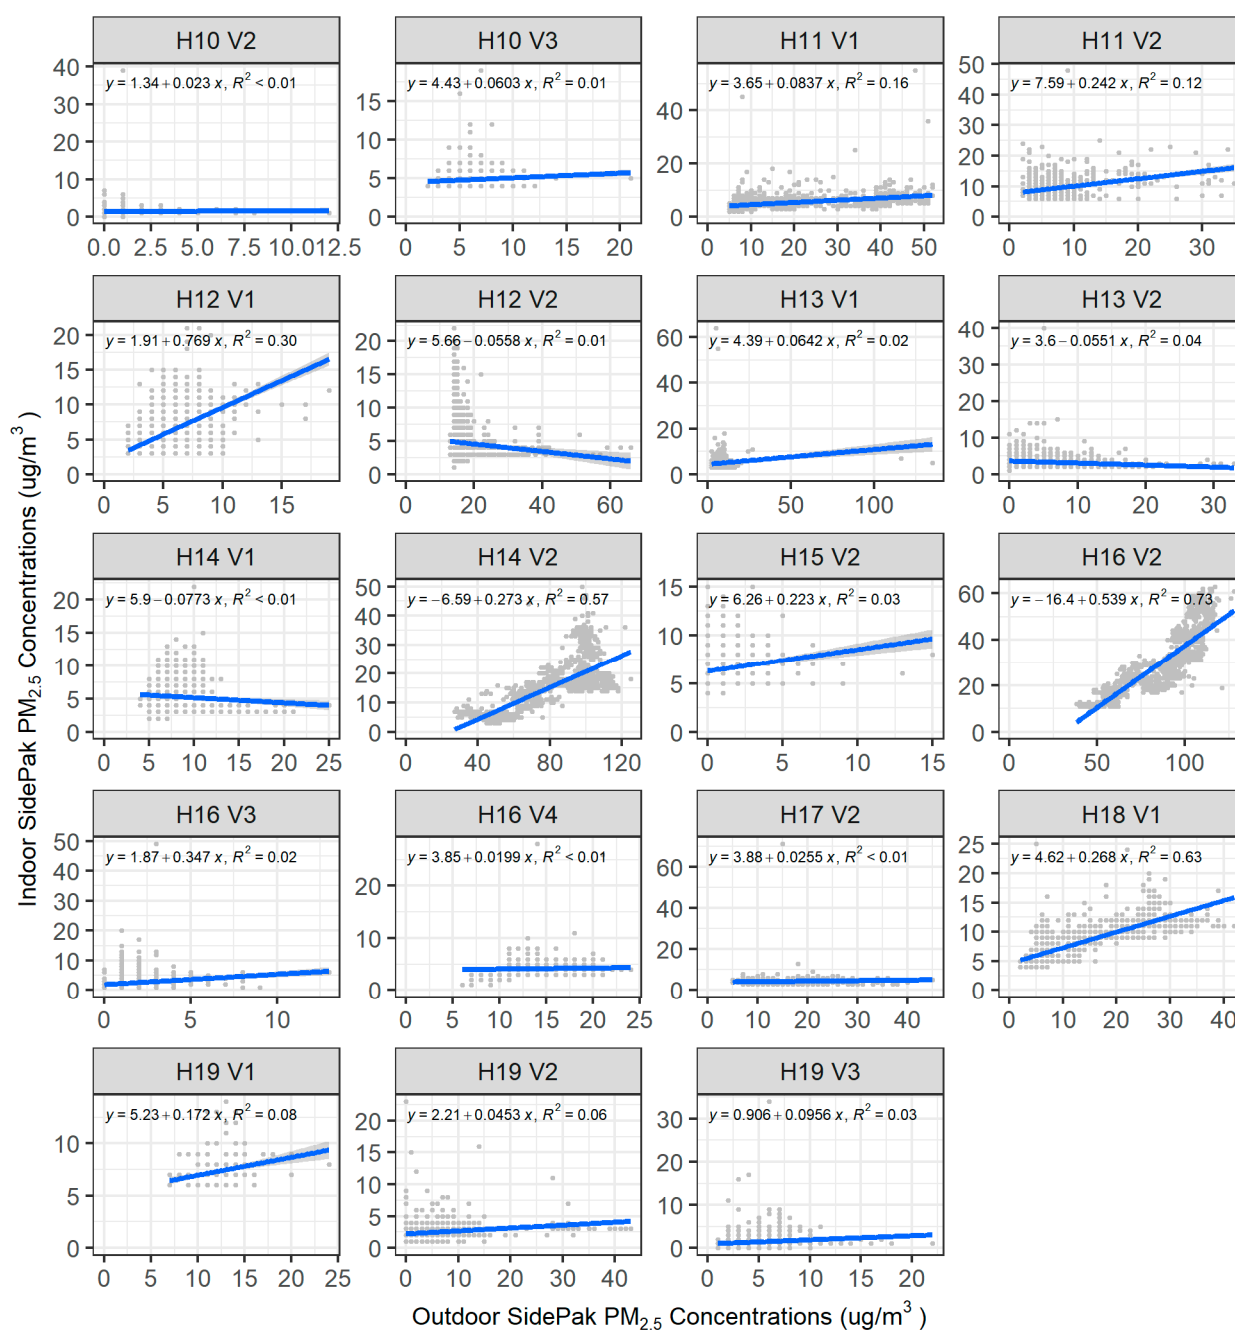 H10 V2
H10 V3
H11 V1
H11 V2
y = 1.34 + 0.023 x, R² < 0.01
y = 4.43 + 0.0603 x, R² = 0.01
y = 3.65 + 0.0837 x, R² = 0.16
y = 7.59 + 0.242 x, R² = 0.12
40
30
20
10
0
15
10
5
0
40
20
0
50
40
30
20
10
0
0.0 2.5 5.0 7.5 10.0 12.5
5 10 15 20
0 10 20 30 40 50
0 10 20 30
H12 V1
H12 V2
H13 V1
H13 V2
y = 1.91 + 0.769 x, R² = 0.30
y = 5.66 − 0.0558 x, R² = 0.01
y = 4.39 + 0.0642 x, R² = 0.02
y = 3.6 − 0.0551 x, R² = 0.04
20
15
10
5
0
20
15
10
5
0
60
40
20
0
40
30
20
10
0
0 5 10 15
0 20 40 60
0 50 100
0 10 20 30
H14 V1
H14 V2
H15 V2
H16 V2
y = 5.9 − 0.0773 x, R² < 0.01
y = −6.59 + 0.273 x, R² = 0.57
y = 6.26 + 0.223 x, R² = 0.03
y = −16.4 + 0.539 x, R² = 0.73
20
15
10
5
0
50
40
30
20
10
0
15
10
5
0
60
40
20
0
0 5 10 15 20 25
0 40 80 120
0 5 10 15
0 50 100
H16 V3
H16 V4
H17 V2
H18 V1
y = 1.87 + 0.347 x, R² = 0.02
y = 3.85 + 0.0199 x, R² < 0.01
y = 3.88 + 0.0255 x, R² < 0.01
y = 4.62 + 0.268 x, R² = 0.63
50
40
30
20
10
0
20
10
0
60
40
20
0
25
20
15
10
5
0
0 5 10
0 5 10 15 20 25
0 10 20 30 40
0 10 20 30 40
H19 V1
H19 V2
H19 V3
y = 5.23 + 0.172 x, R² = 0.08
y = 2.21 + 0.0453 x, R² = 0.06
y = 0.906 + 0.0956 x, R² = 0.03
10
5
0
20
15
10
5
0
30
20
10
0
0 5 10 15 20 25
0 10 20 30 40
0 5 10 15 20
Indoor SidePak PM2.5 Concentrations (ug/m³)
Outdoor SidePak PM2.5 Concentrations (ug/m³ )